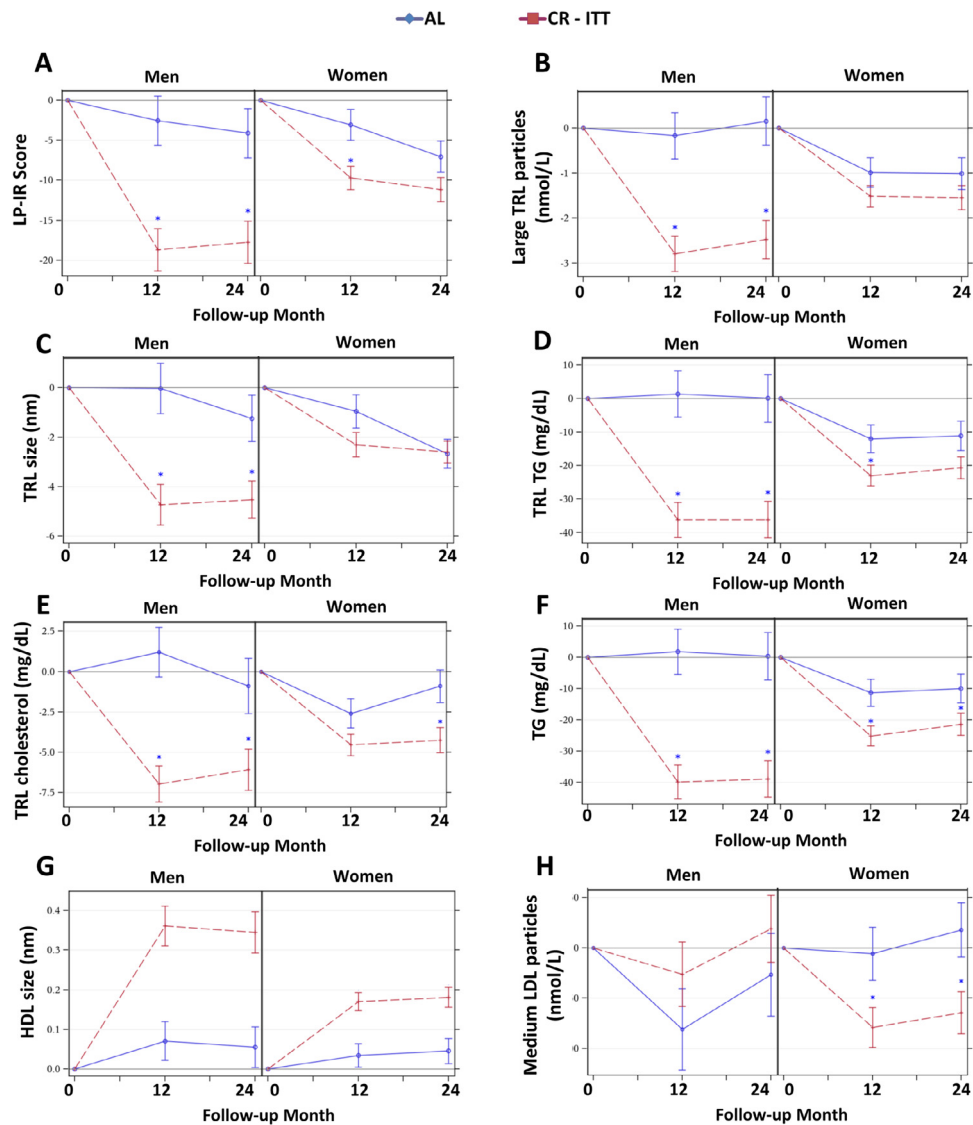 AL CR - ITT
A B
Men Women Men Women
LP-IR Score
0
-5
-10
-15
-20
0 12 24 0 12 24
Follow-up Month
Large TRL particles
(nmol/L)
0
-1
-2
-3
0 12 24 0 12 24
Follow-up Month
C D
Men Women Men Women
TRL size (nm)
0
-2
-4
-6
0 12 24 0 12 24
Follow-up Month
TRL TG (mg/dL)
10
0
-10
-20
-30
-40
0 12 24 0 12 24
Follow-up Month
E F
Men Women Men Women
TRL cholesterol (mg/dL)
2.5
0.0
-2.5
-5.0
-7.5
0 12 24 0 12 24
Follow-up Month
TG (mg/dL)
10
0
-10
-20
-30
-40
0 12 24 0 12 24
Follow-up Month
G H
Men Women Men Women
HDL size (nm)
0.4
0.3
0.2
0.1
0.0
0 12 24 0 12 24
Follow-up Month
Medium LDL particles
(nmol/L)
0 12 24 0 12 24
Follow-up Month